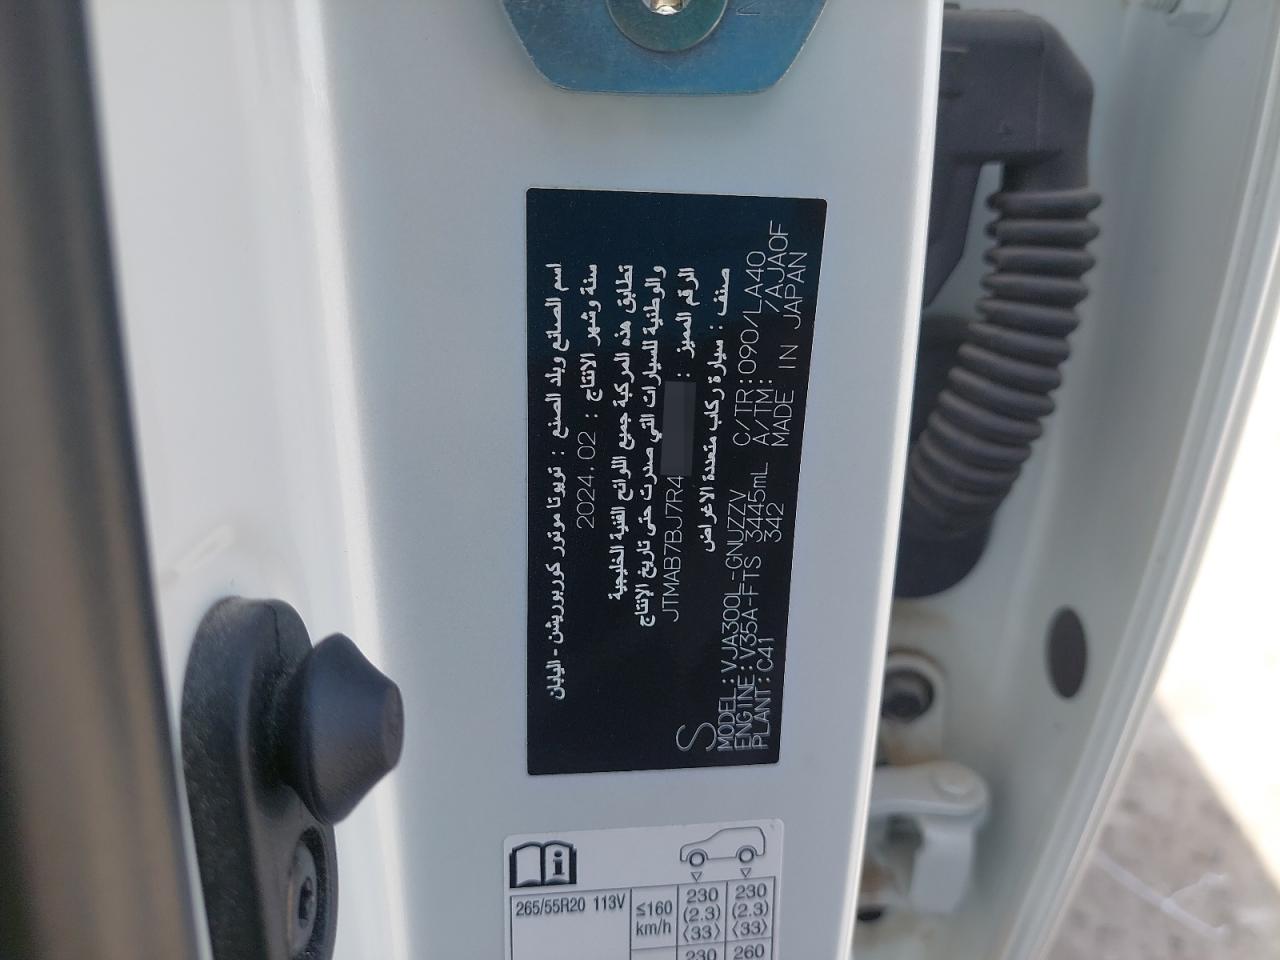 اسم الصانع وبلد الصنع : تويوتا موتور كوربوريشن - اليابان
سنة وشهر الانتاج : 2024.02
تطابق هذه المركبة جميع اللوائح الفنية الخليجية
والوطنية للسيارات التي صدرت حتى تاريخ الانتاج
الرقم المميز : JTMAB7BJ7R4
صنف : سيارة ركاب متعددة الاغراض
S
MODEL:VJA300L-GNUZZV C/TR:090/LA40
ENGINE:V35A-FTS 3445mL A/TM: /AJA0F
PLANT:C41 342 MADE IN JAPAN
265/55R20 113V
≤160 km/h
230 (2.3) (33)
230 (2.3) (33)
230 260